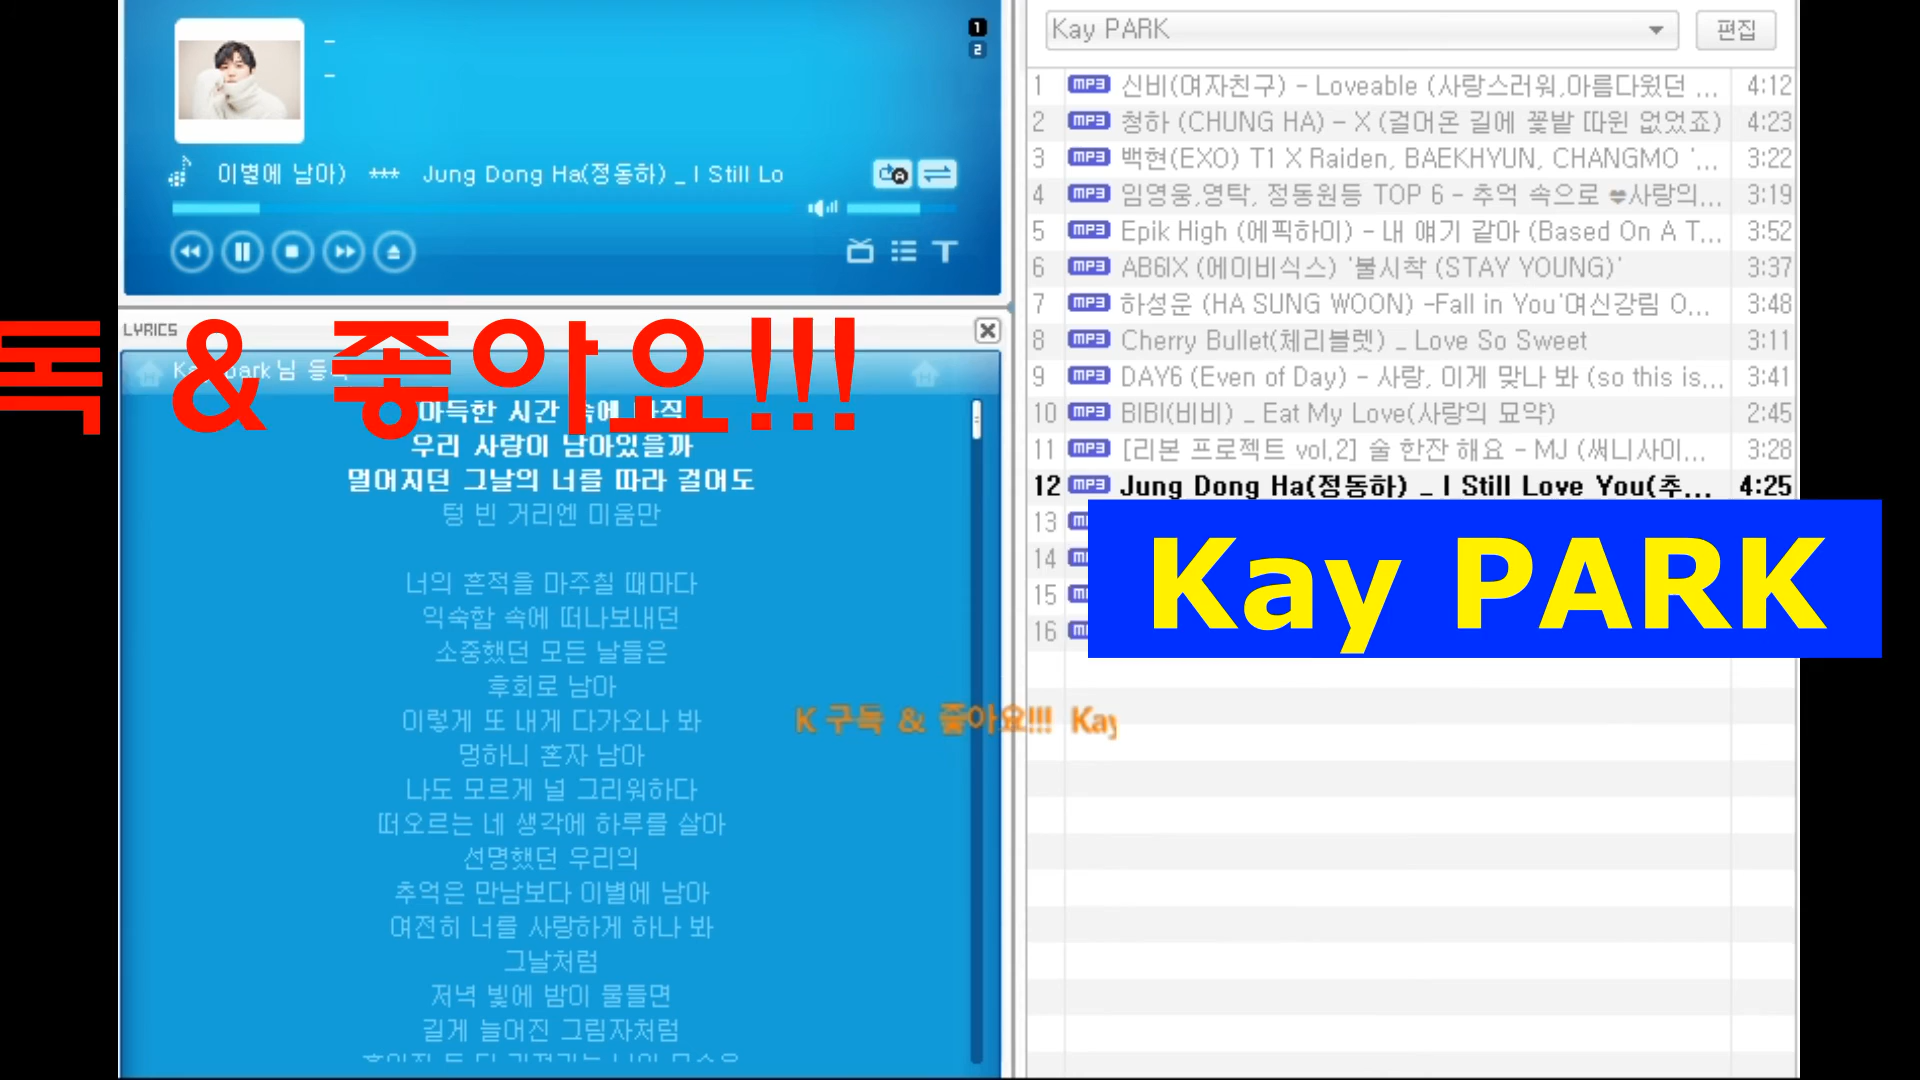 1
2
이별에 남아) *** Jung Dong Ha(정동하) _ I Still Lo
LYRICS
독 & 좋아요!!!
님
아득한 시간 속에
우리 사랑이 남아있을까
멀어지던 그날의 너를 따라 걸어도
텅 빈 거리엔 미움만
너의 흔적을 마주칠 때마다
익숙함 속에 떠나보내던
소중했던 모든 날들은
후회로 남아
이렇게 또 내게 다가오나 봐
멍하니 혼자 남아
나도 모르게 널 그리워하다
떠오르는 네 생각에 하루를 살아
선명했던 우리의
추억은 만남보다 이별에 남아
여전히 너를 사랑하게 하나 봐
그날처럼
저녁 빛에 밤이 물들면
길게 늘어진 그림자처럼
K 구독 & 좋아요!!! Kay
Kay PARK 편집
1 MP3 신비(여자친구) - Loveable (사랑스러워,아름다웠던 ... 4:12
2 MP3 청하 (CHUNG HA) - X (걸어온 길에 꽃밭 따윈 없었죠) 4:23
3 MP3 백현(EXO) T1 X Raiden, BAEKHYUN, CHANGMO '... 3:22
4 MP3 임영웅,영탁, 정동원등 TOP 6 - 추억 속으로 ❤사랑의... 3:19
5 MP3 Epik High (에픽하이) - 내 얘기 같아 (Based On A T... 3:52
6 MP3 AB6IX (에이비식스) '불시착 (STAY YOUNG)' 3:37
7 MP3 하성운 (HA SUNG WOON) -Fall in You'여신강림 O... 3:48
8 MP3 Cherry Bullet(체리블렛) _ Love So Sweet 3:11
9 MP3 DAY6 (Even of Day) - 사랑, 이게 맞나 봐 (so this is... 3:41
10 MP3 BIBI(비비) _ Eat My Love(사랑의 묘약) 2:45
11 MP3 [리본 프로젝트 vol.2] 술 한잔 해요 - MJ (써니사이... 3:28
12 MP3 Jung Dong Ha(정동하) _ I Still Love You(추... 4:25
13
14
15
16
Kay PARK